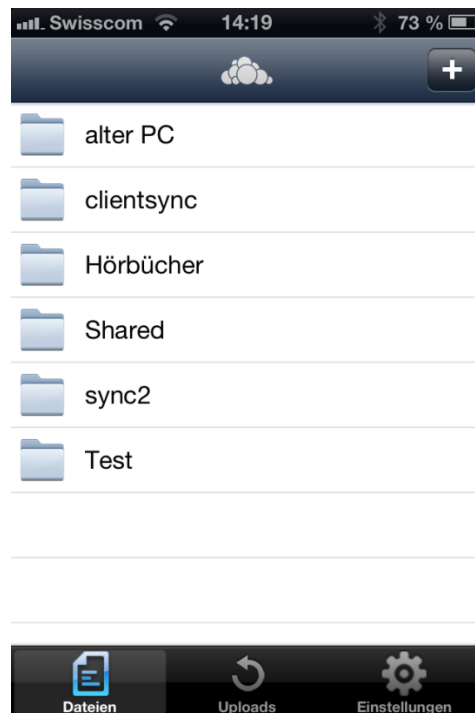 Swisscom 14:19 73 %
alter PC
clientsync
Hörbücher
Shared
sync2
Test
Dateien Uploads Einstellungen